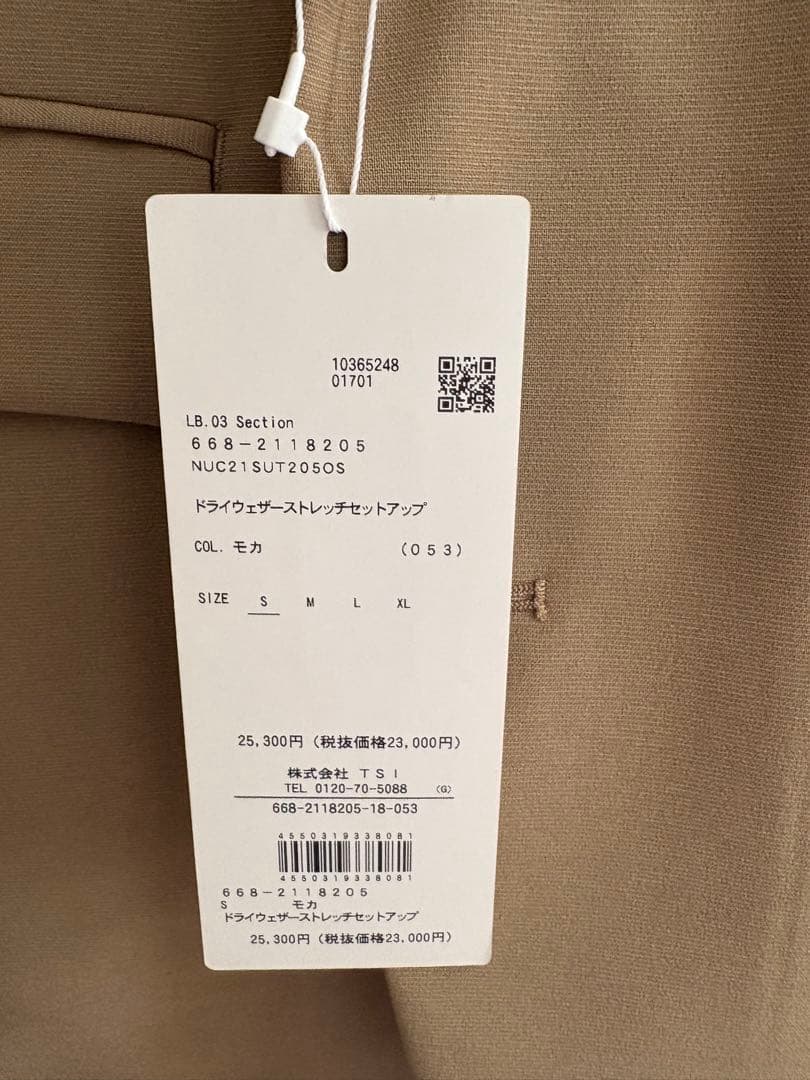 10365248
01701
LB.03 Section
668-2118205
NUC21SUT205OS
ドライウェザーストレッチセットアップ
COL. モカ (053)
SIZE S M L XL
25,300円 (税抜価格23,000円)
株式会社 TSI
TEL 0120-70-5088 (G)
668-2118205-18-053
4550319338081
4550319338081
668-2118205
S モカ
ドライウェザーストレッチセットアップ
25,300円 (税抜価格23,000円)